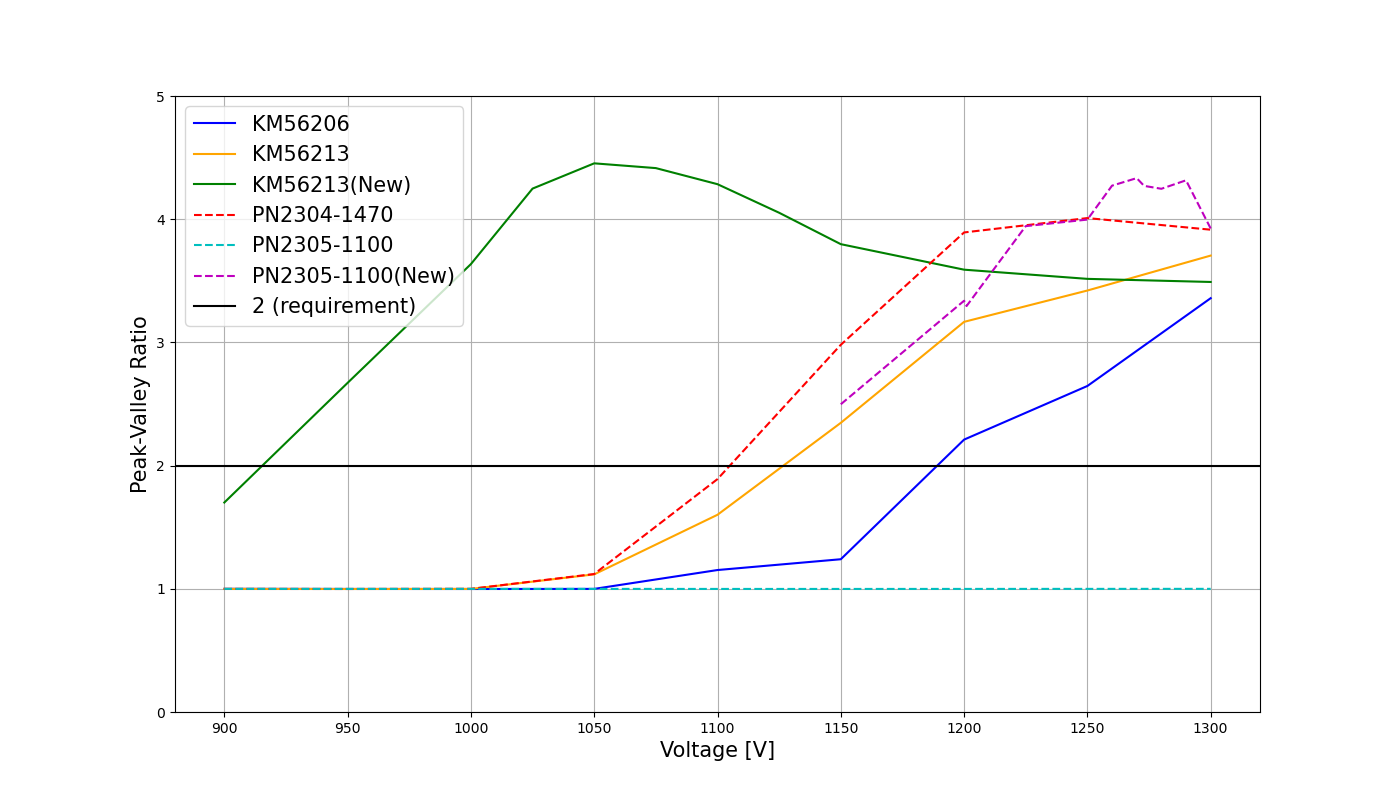 5
4
3
2
1
0
Peak-Valley Ratio
KM56206
KM56213
KM56213(New)
PN2304-1470
PN2305-1100
PN2305-1100(New)
2 (requirement)
900 950 1000 1050 1100 1150 1200 1250 1300
Voltage [V]